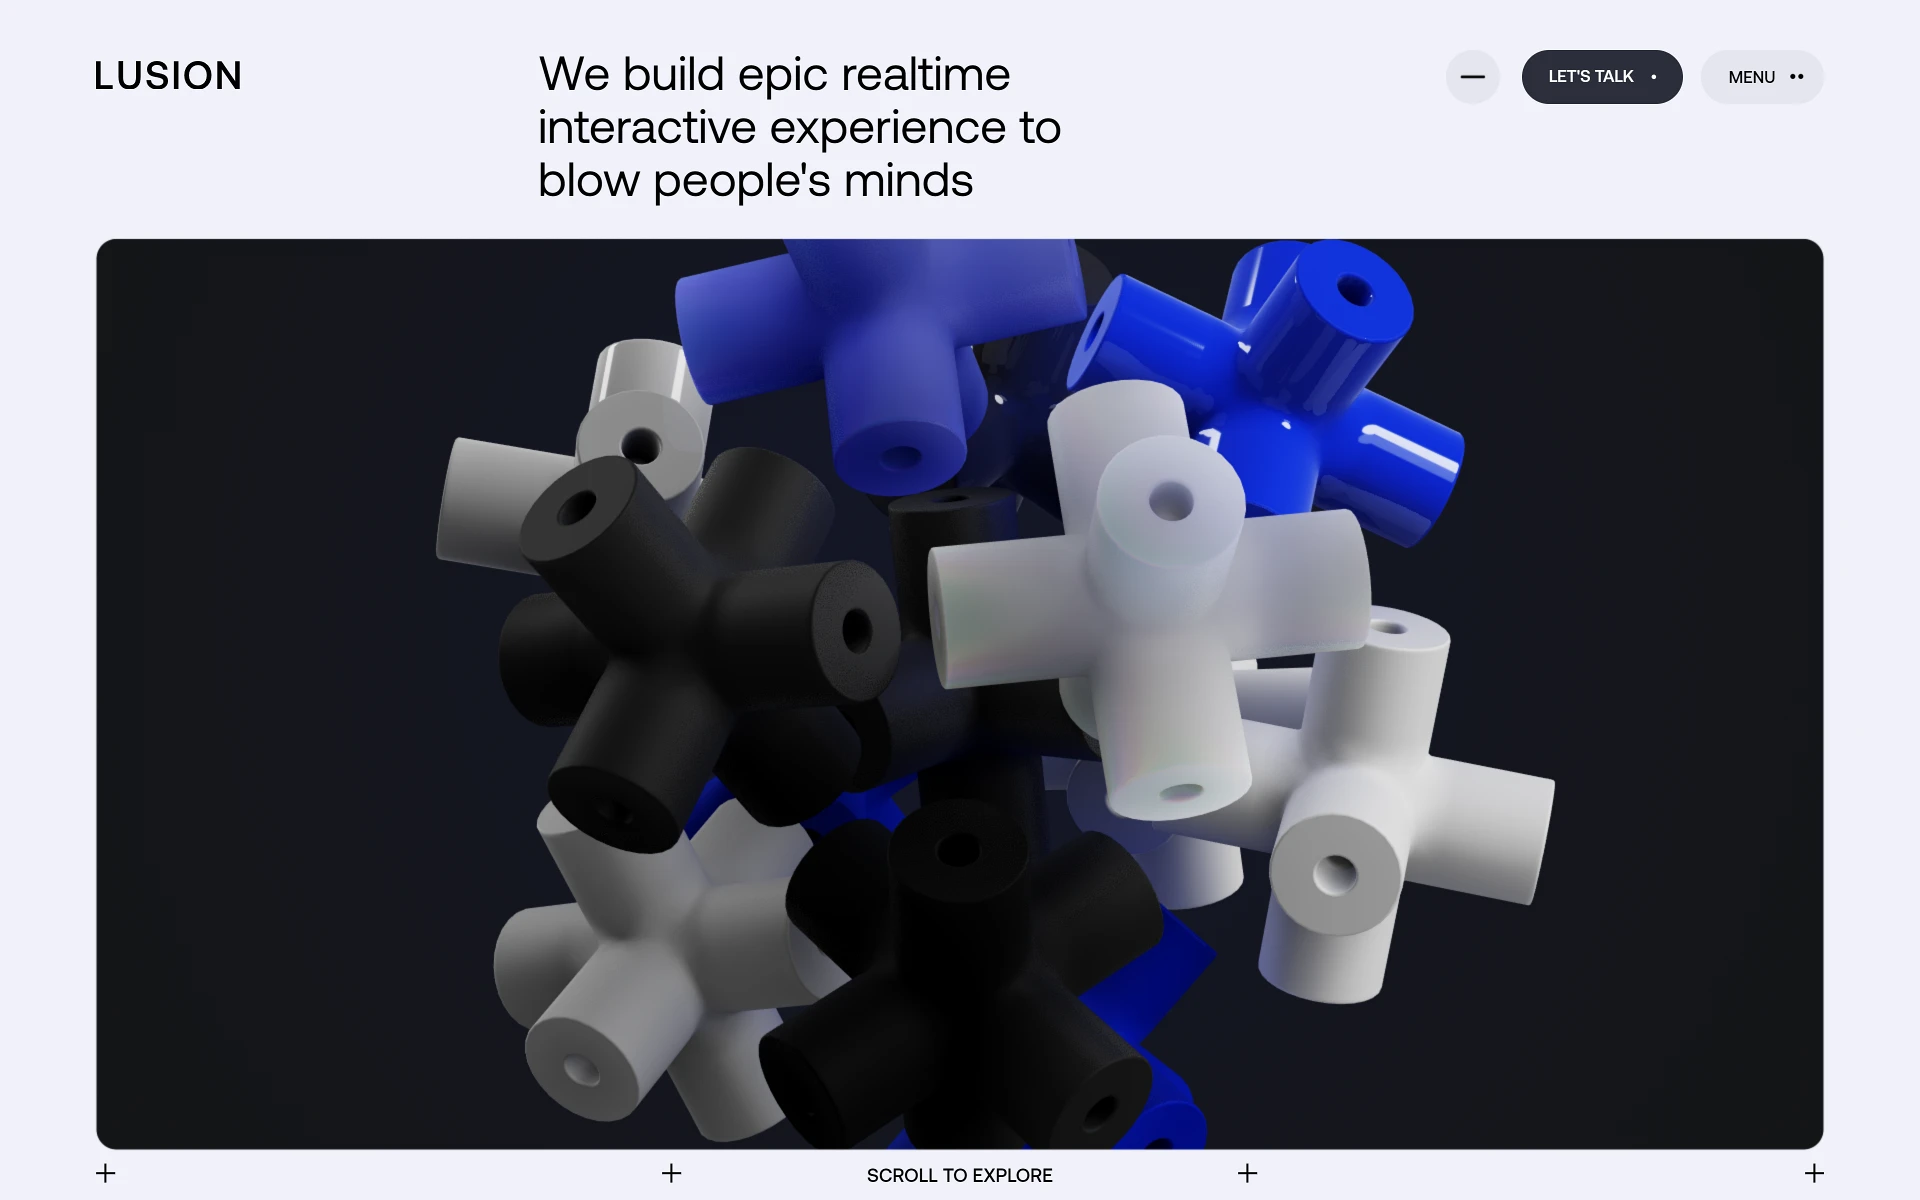 LUSION
We build epic realtime
interactive experience to
blow people's minds
LET'S TALK
MENU
SCROLL TO EXPLORE